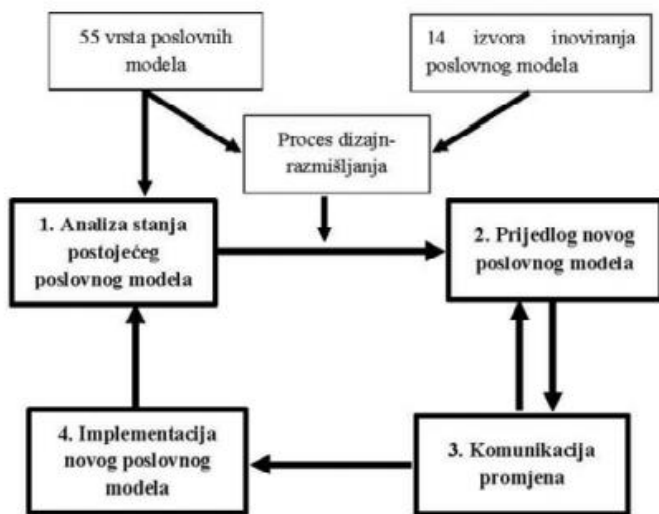 55 vrsta poslovnih
modela
14 izvora inoviranja
poslovnog modela
Proces dizajn-
razmišljanja
1. Analiza stanja
postojećeg
poslovnog modela
2. Prijedlog novog
poslovnog modela
4. Implementacija
novog poslovnog
modela
3. Komunikacija
promjena